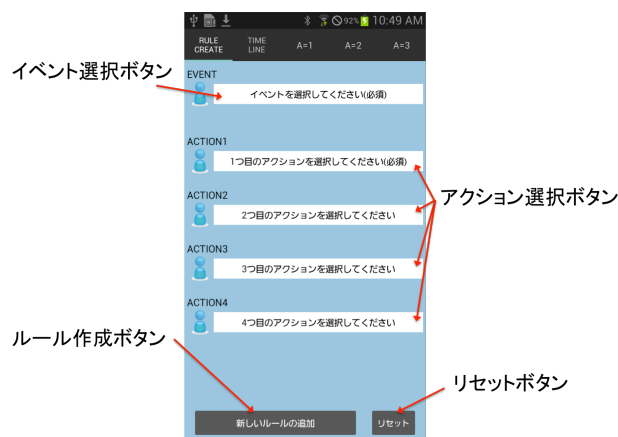 92% 10:49 AM
RULE CREATE
TIME LINE
A=1
A=2
A=3
イベント選択ボタン
EVENT
イベントを選択してください(必須)
ACTION1
1つ目のアクションを選択してください(必須)
ACTION2
アクション選択ボタン
2つ目のアクションを選択してください
ACTION3
3つ目のアクションを選択してください
ACTION4
4つ目のアクションを選択してください
ルール作成ボタン
リセットボタン
新しいルールの追加
リセット